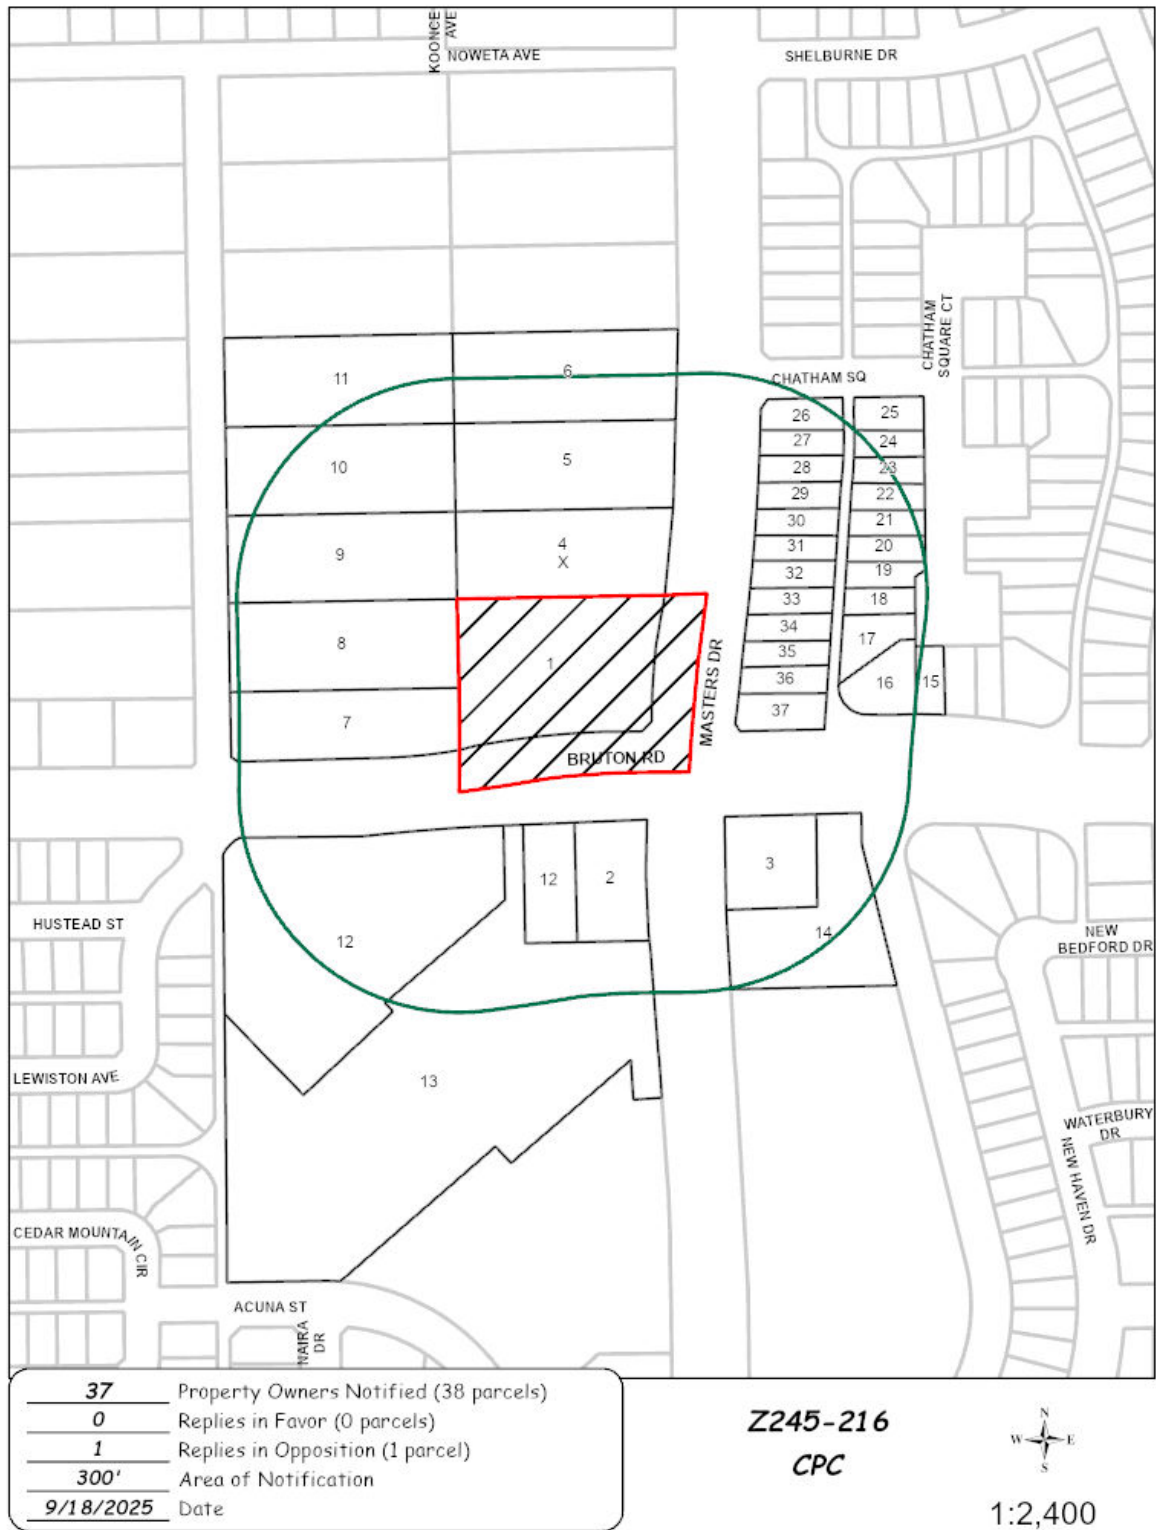 KOONCE
AVE
NOWETA AVE
SHELBURNE DR
CHATHAM
SQUARE CT
CHATHAM SQ
11
6
26
25
27
24
10
5
28
23
29
22
30
21
9
4
X
31
20
32
19
33
18
8
1
34
17
35
36
16
15
7
37
MASTERS DR
BRUTON RD
12
2
3
12
14
HUSTEAD ST
NEW
BEDFORD DR
LEWISTON AVE
13
WATERBURY
DR
NEW HAVEN DR
CEDAR MOUNTAIN CIR
ACUNA ST
NAIRA
DR
37 Property Owners Notified (38 parcels)
0 Replies in Favor (0 parcels)
1 Replies in Opposition (1 parcel)
300' Area of Notification
9/18/2025 Date
Z245-216
CPC
N
W E
S
1:2,400